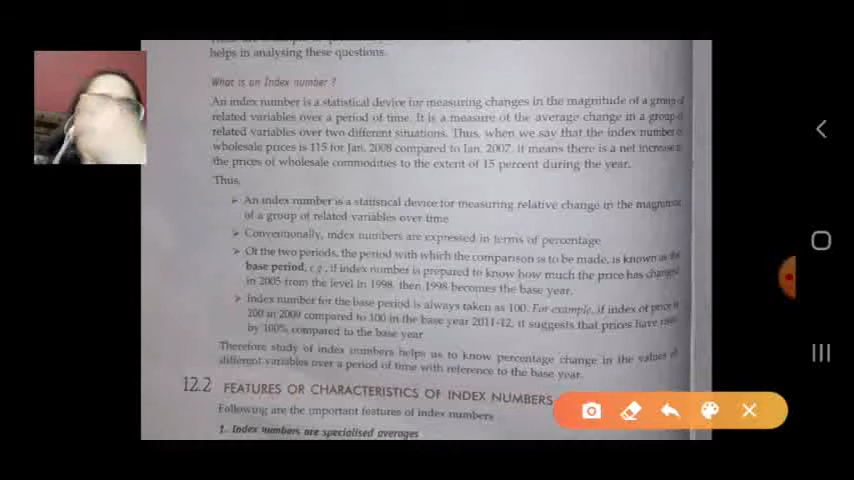 helps in analysing these questions.
What is an Index number ?
An index number is a statistical device for measuring changes in the magnitude of a group of
related variables over a period of time. It is a measure of the average change in a group of
related variables over two different situations. Thus, when we say that the index number of
wholesale prices is 115 for Jan. 2008 compared to Jan. 2007, it means there is a net increase in
the prices of wholesale commodities to the extent of 15 percent during the year.
Thus,
➢ An index number is a statistical device for measuring relative change in the magnitude
of a group of related variables over time
➢ Conventionally, index numbers are expressed in terms of percentage
➢ Of the two periods, the period with which the comparison is to be made, is known as the
base period, e.g., if index number is prepared to know how much the price has changed
in 2005 from the level in 1998, then 1998 becomes the base year.
➢ Index number for the base period is always taken as 100. For example, if index of price is
200 in 2009 compared to 100 in the base year 2011-12, it suggests that prices have risen
by 100% compared to the base year
Therefore study of index numbers helps us to know percentage change in the values of
different variables over a period of time with reference to the base year.
12.2 FEATURES OR CHARACTERISTICS OF INDEX NUMBERS
Following are the important features of index numbers
1. Index numbers are specialised averages